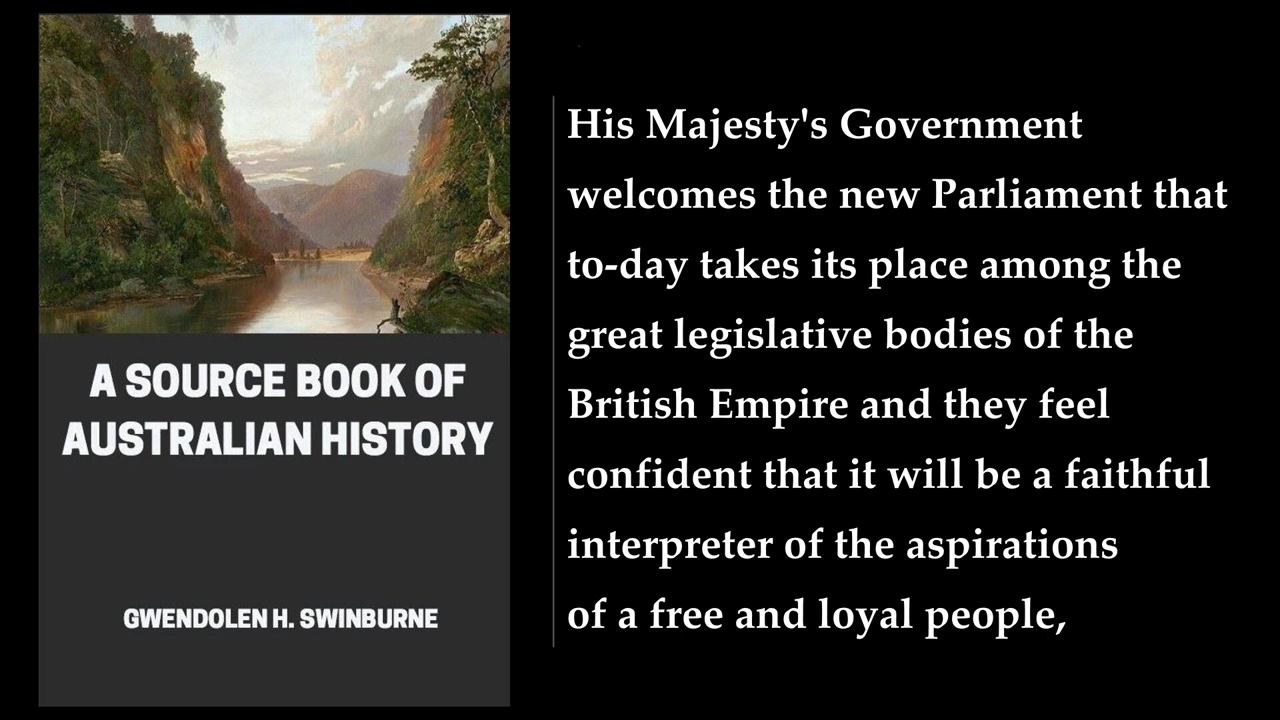 A SOURCE BOOK OF
AUSTRALIAN HISTORY
GWENDOLEN H. SWINBURNE
His Majesty's Government
welcomes the new Parliament that
to-day takes its place among the
great legislative bodies of the
British Empire and they feel
confident that it will be a faithful
interpreter of the aspirations
of a free and loyal people,